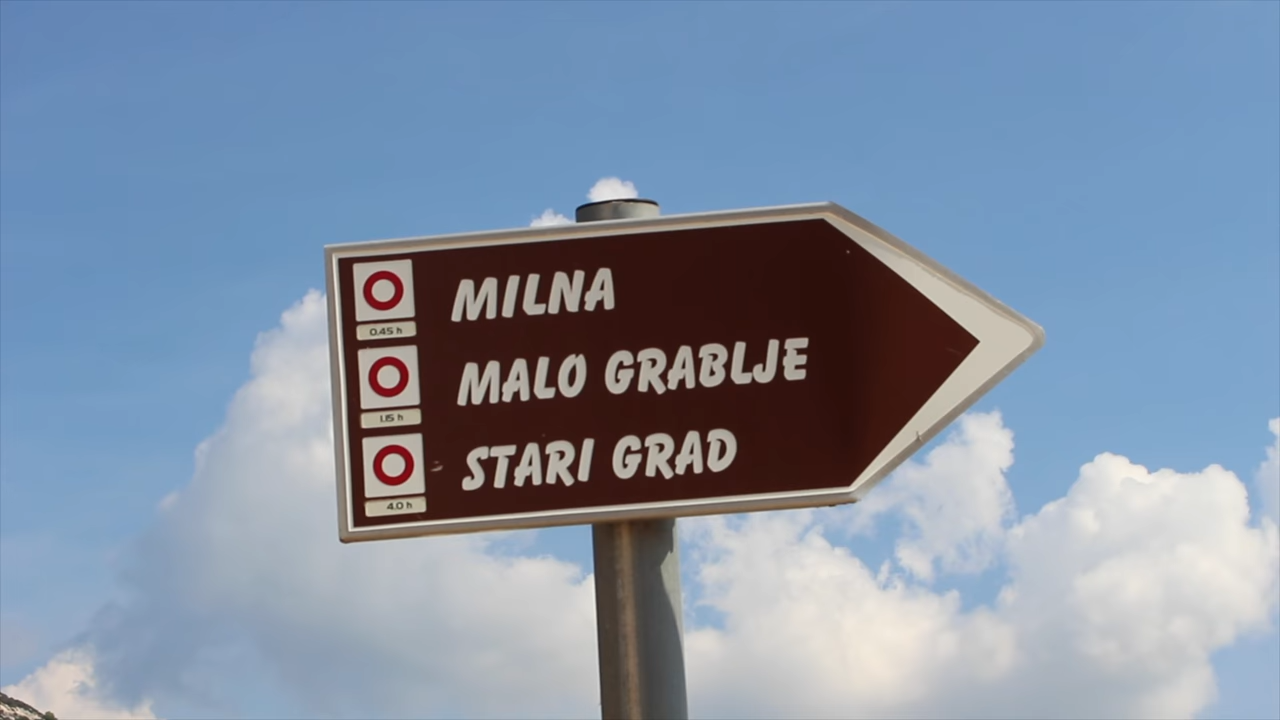 0.45 h
MILNA
1.15 h
MALO GRABLJE
4.0 h
STARI GRAD